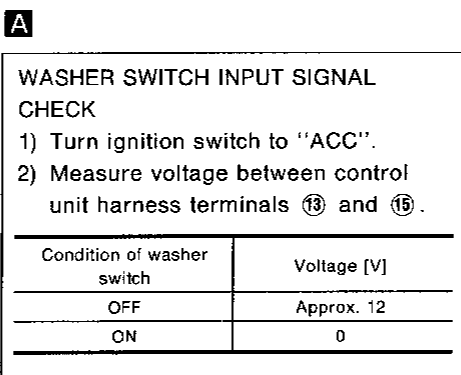 A
WASHER SWITCH INPUT SIGNAL
CHECK
1) Turn ignition switch to "ACC".
2) Measure voltage between control
unit harness terminals ⑬ and ⑮.
Condition of washer
switch
Voltage [V]
OFF Approx. 12
ON 0